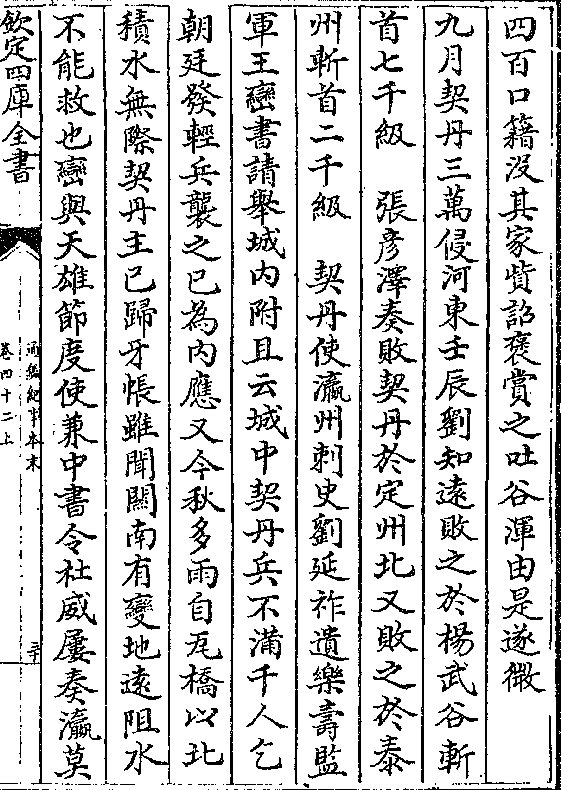 四百口籍沒其家貲詔褒賞之吐谷渾由是遂微
九月契丹三萬侵河東壬辰劉知遠敗之於楊武谷斬
首七千級　張彥澤奏敗契丹於定州北又敗之於泰
州斬首二千級　契丹使瀛州刺史劉延祚遺樂壽監
軍王巒書請舉城內附且云城中契丹兵不滿千人乞
朝廷發輕兵襲之已為內應又今秋多雨自瓦橋以北
積水無際契丹主已歸牙帳雖聞關南有變地遠阻水
不能救也巒與天雄節度使兼中書令杜威屢奏瀛莫
欽定四庫全書
通鑑紀事本末
卷四十二上
三十